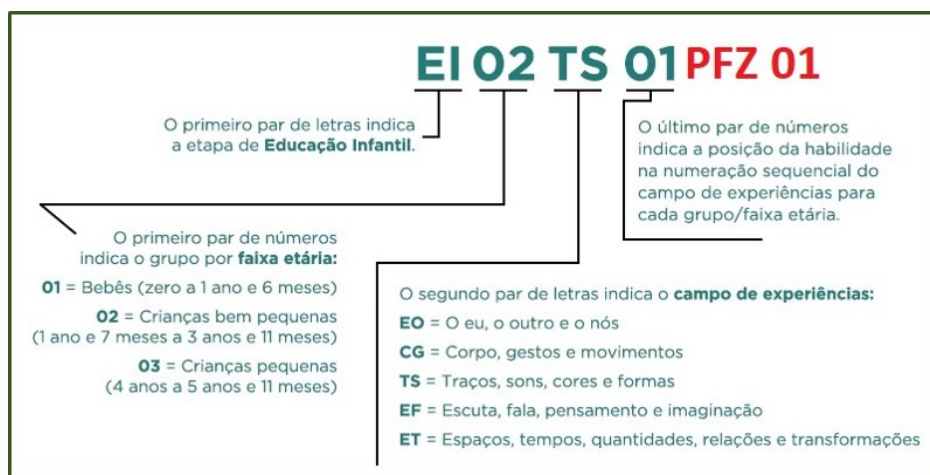 EI 02 TS 01 PFZ 01
O primeiro par de letras indica
a etapa de Educação Infantil.
O último par de números
indica a posição da habilidade
na numeração sequencial do
campo de experiências para
cada grupo/faixa etária.
O primeiro par de números
indica o grupo por faixa etária:
01 = Bebês (zero a 1 ano e 6 meses)
02 = Crianças bem pequenas
(1 ano e 7 meses a 3 anos e 11 meses)
03 = Crianças pequenas
(4 anos a 5 anos e 11 meses)
O segundo par de letras indica o campo de experiências:
EO = O eu, o outro e o nós
CG = Corpo, gestos e movimentos
TS = Traços, sons, cores e formas
EF = Escuta, fala, pensamento e imaginação
ET = Espaços, tempos, quantidades, relações e transformações